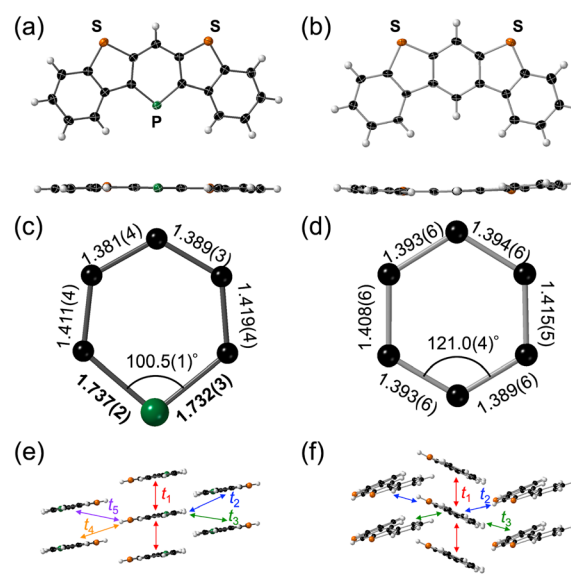 (a) (b)
S S S S
P
(c) (d)
1.381(4) 1.389(3) 1.393(6) 1.394(6)
1.411(4) 1.419(4) 1.408(6) 1.415(5)
100.5(1)° 121.0(4)°
1.737(2) 1.732(3) 1.393(6) 1.389(6)
(e) (f)
t5 t1 t2 t1 t2
t4 t3 t3